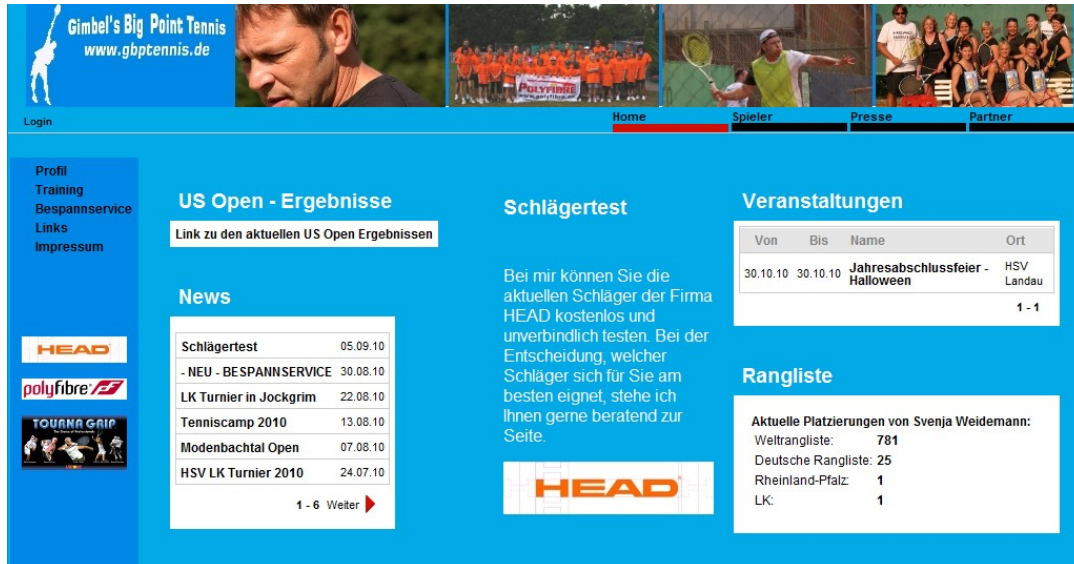 Gimbel's Big Point Tennis
www.gbptennis.de
POLYFIBRE
www.polyfibre.de
Login
Home
Spieler
Presse
Partner
Profil
Training
Bespannservice
Links
Impressum
HEAD
polyfibre PF
TOURNA GRIP
US Open - Ergebnisse
Link zu den aktuellen US Open Ergebnissen
News
Schlägertest 05.09.10
- NEU - BESPANNSERVICE 30.08.10
LK Turnier in Jockgrim 22.08.10
Tenniscamp 2010 13.08.10
Modenbachtal Open 07.08.10
HSV LK Turnier 2010 24.07.10
1 - 6 Weiter
Schlägertest
Bei mir können Sie die
aktuellen Schläger der Firma
HEAD kostenlos und
unverbindlich testen. Bei der
Entscheidung, welcher
Schläger sich für Sie am
besten eignet, stehe ich
Ihnen gerne beratend zur
Seite.
HEAD
Veranstaltungen
Von Bis Name Ort
30.10.10 30.10.10 Jahresabschlussfeier - HSV
Halloween Landau
1 - 1
Rangliste
Aktuelle Platzierungen von Svenja Weidemann:
Weltrangliste: 781
Deutsche Rangliste: 25
Rheinland-Pfalz: 1
LK: 1